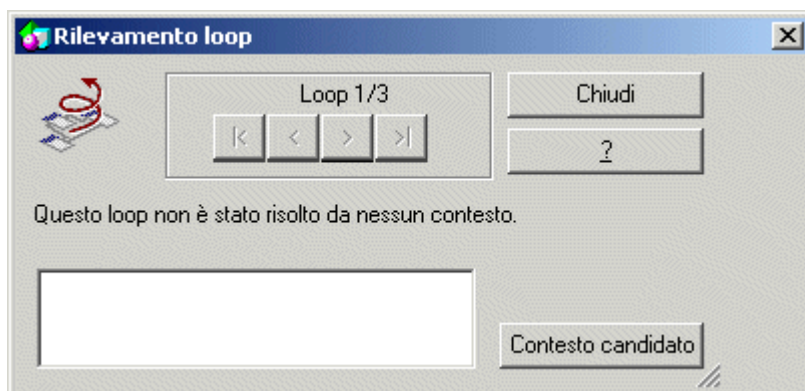 Rilevamento loop
Loop 1/3
|< < > >|
Chiudi
?
Questo loop non è stato risolto da nessun contesto.
Contesto candidato